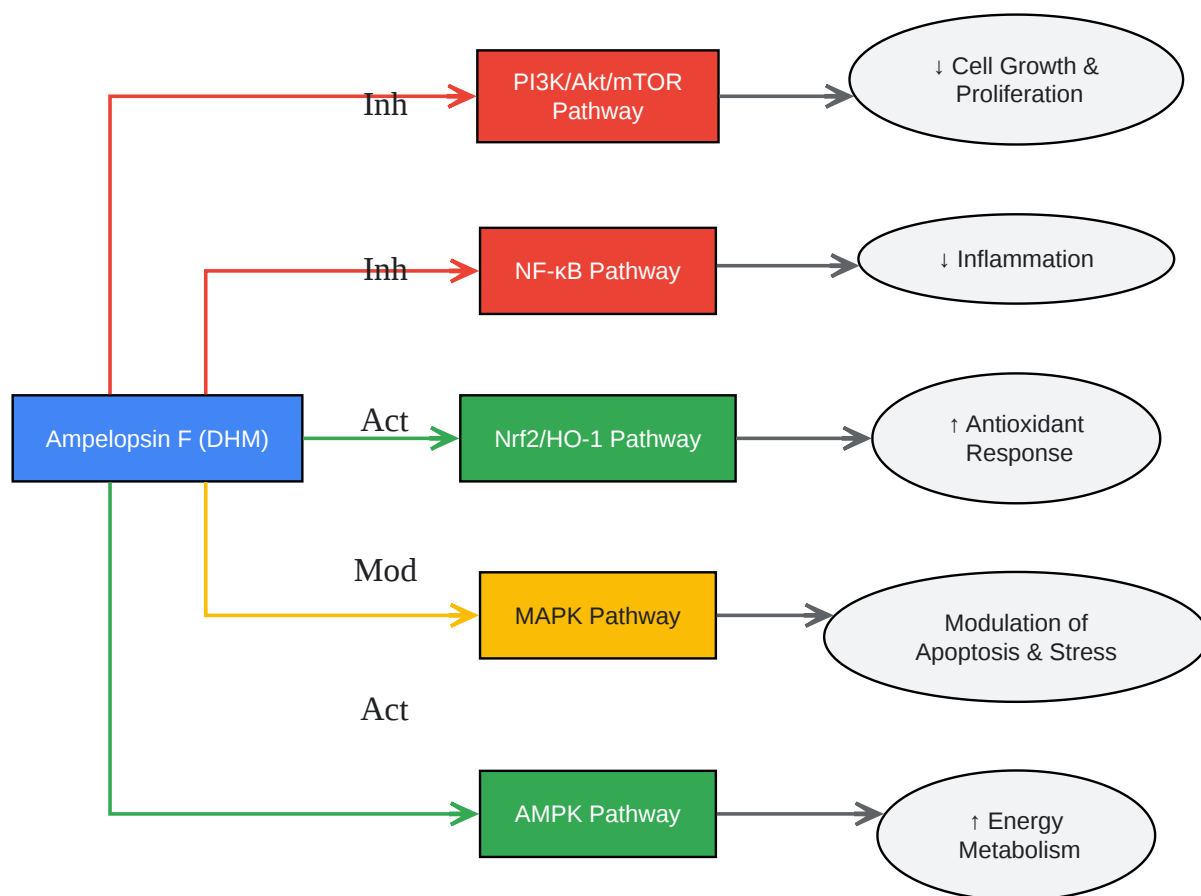 Inh
PI3K/Akt/mTOR
Pathway
↓ Cell Growth &
Proliferation
Inh
NF-κB Pathway
↓ Inflammation
Ampelopsin F (DHM)
Act
Nrf2/HO-1 Pathway
↑ Antioxidant
Response
Mod
MAPK Pathway
Modulation of
Apoptosis & Stress
Act
AMPK Pathway
↑ Energy
Metabolism